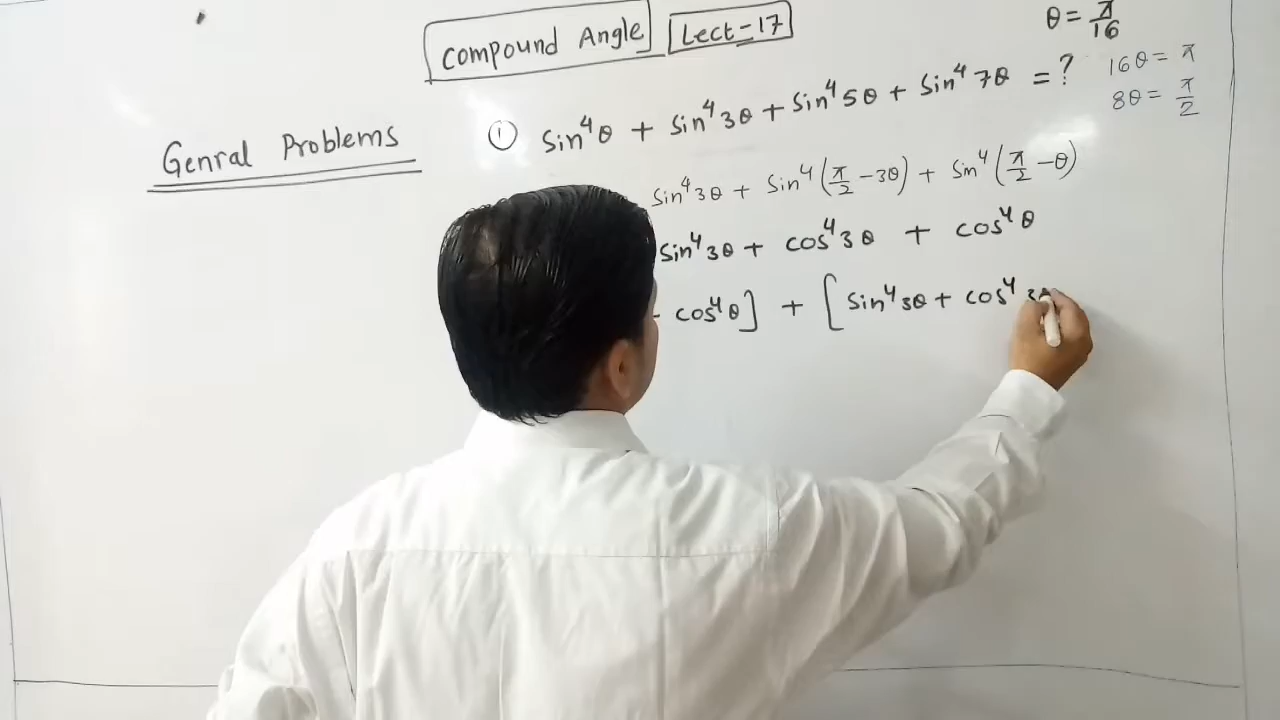 Compound Angle Lect-17
θ = π/16
16θ = π
8θ = π/2
Genral Problems
① Sin⁴θ + Sin⁴3θ + Sin⁴5θ + Sin⁴7θ = ?
Sin⁴3θ + Sin⁴(π/2 - 3θ) + Sin⁴(π/2 - θ)
Sin⁴3θ + cos⁴3θ + cos⁴θ
cos⁴θ] + [Sin⁴3θ + cos⁴3θ